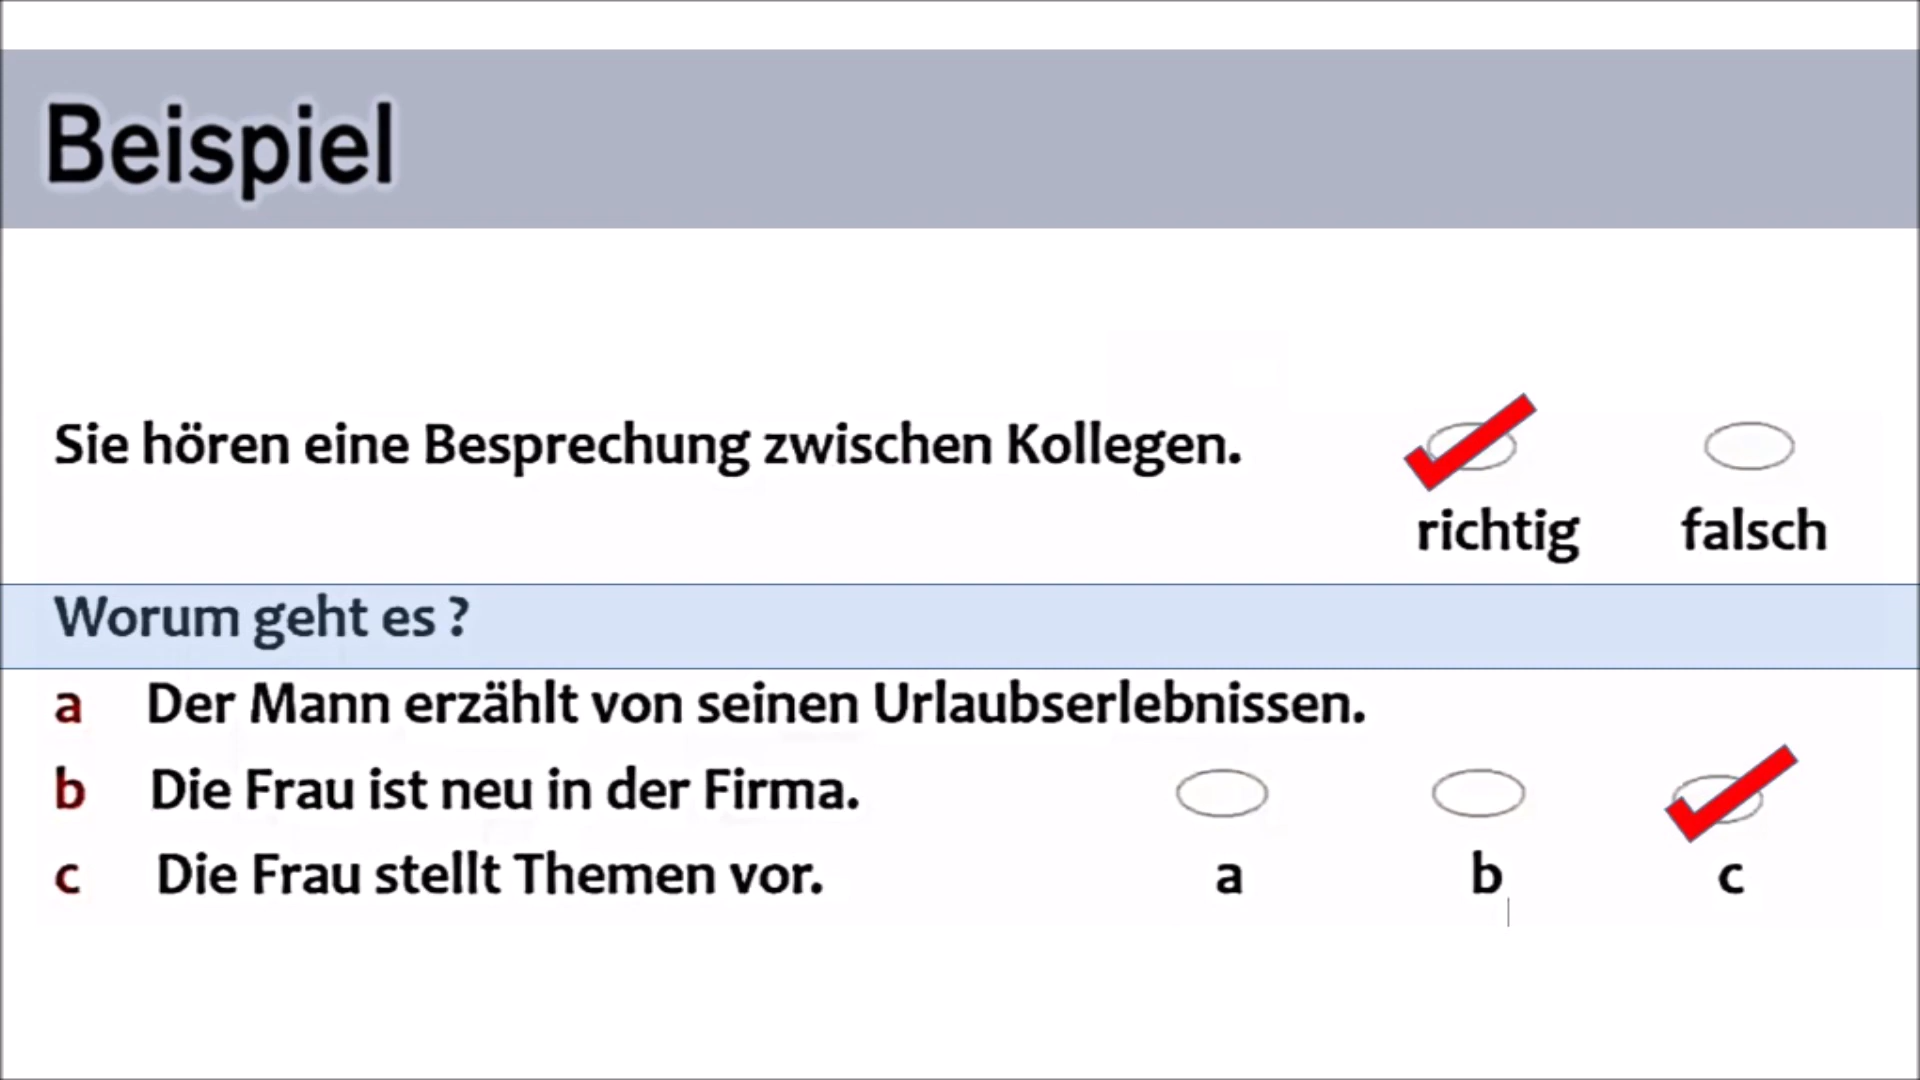 Beispiel
Sie hören eine Besprechung zwischen Kollegen.
richtig falsch
Worum geht es ?
a Der Mann erzählt von seinen Urlaubserlebnissen.
b Die Frau ist neu in der Firma.
c Die Frau stellt Themen vor. a b c